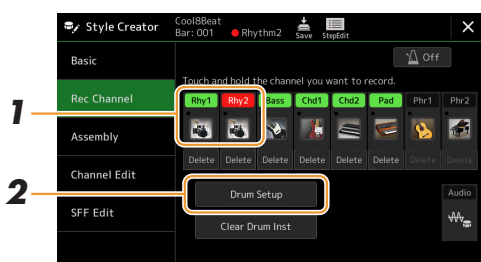 Style Creator
Cool8Beat
Bar: 001 Rhythm2 Save StepEdit
Basic
Off
Touch and hold the channel you want to record.
Rec Channel
Rhy1 Rhy2 Bass Chd1 Chd2 Pad Phr1 Phr2
1
Assembly
Delete Delete Delete Delete Delete Delete Delete Delete
Channel Edit
2
Drum Setup
Audio
SFF Edit
Clear Drum Inst